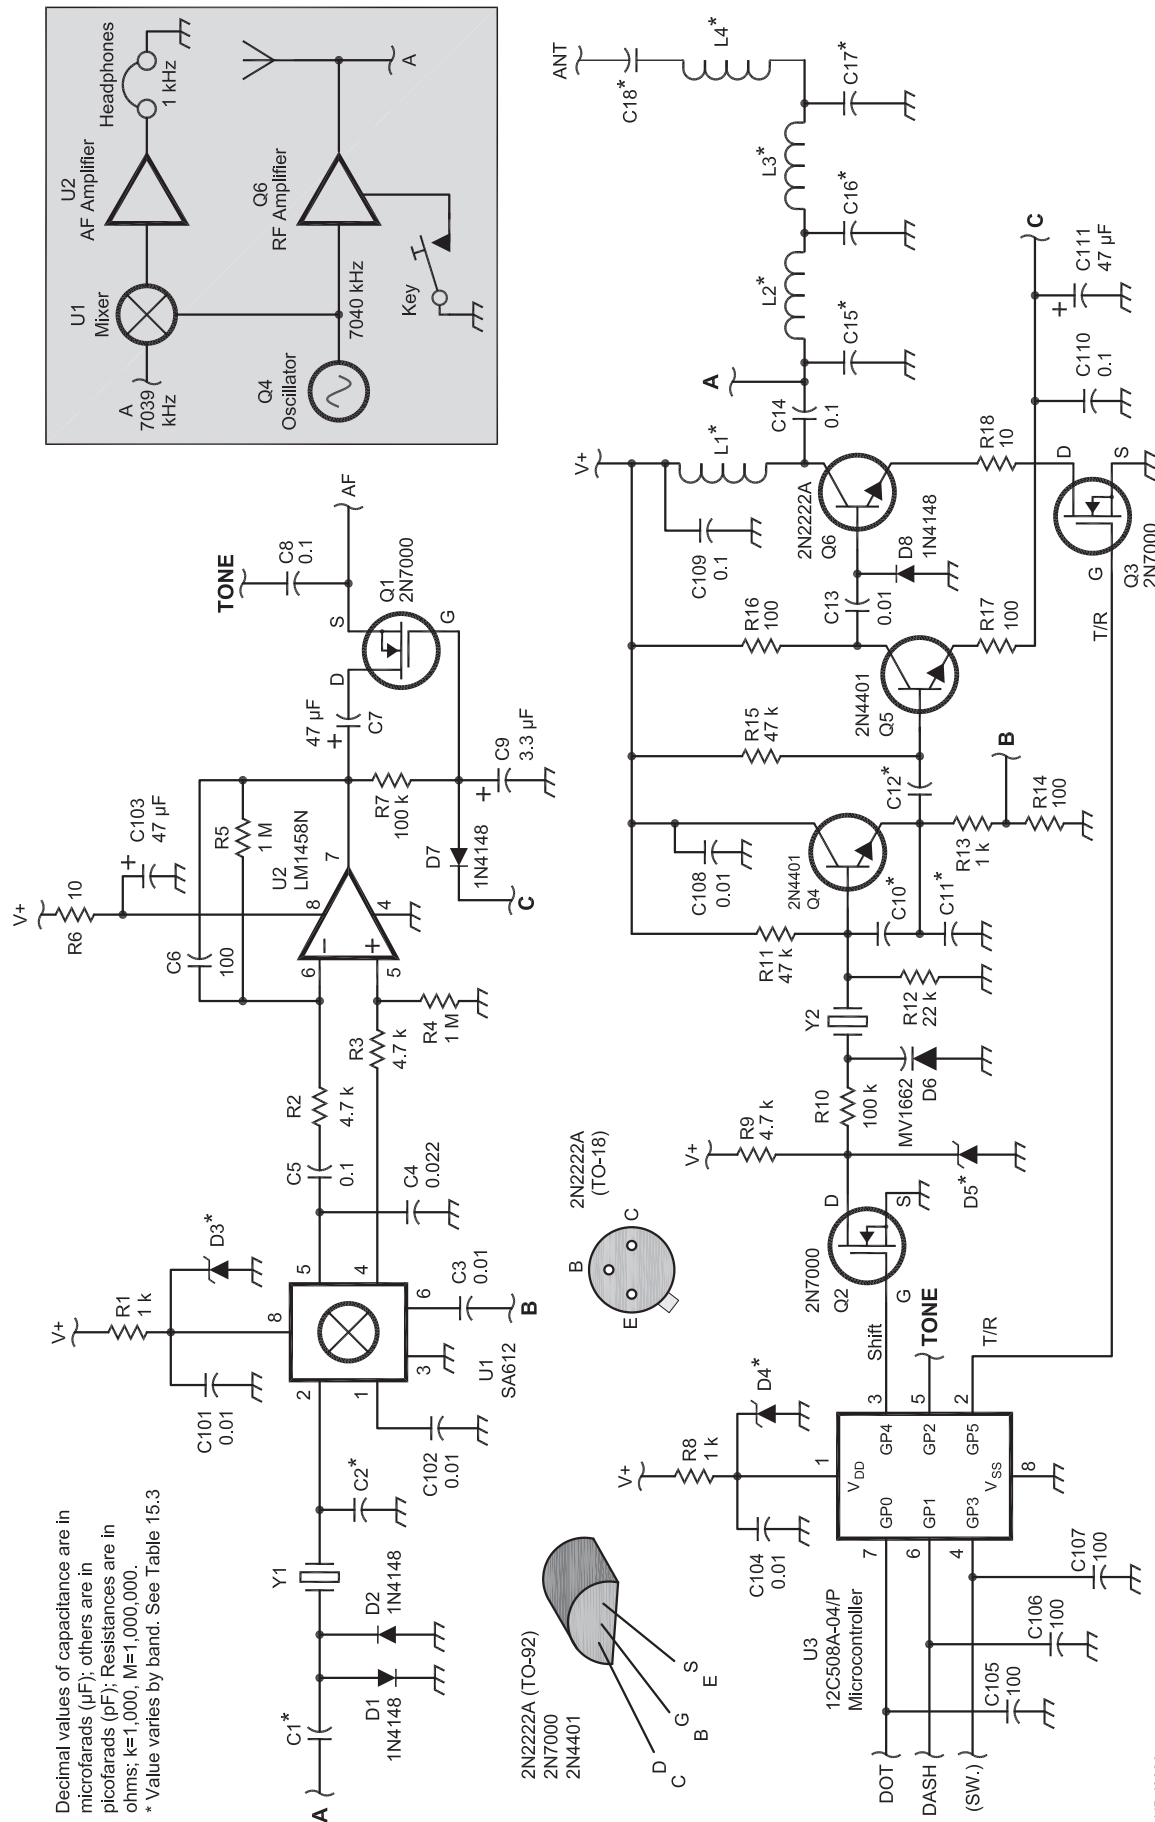 Decimal values of capacitance are in
microfarads (µF); others are in
picofarads (pF); Resistances are in
ohms; k=1,000, M=1,000,000.
* Value varies by band. See Table 15.3
A
7039
kHz
U1
Mixer
U2
AF Amplifier
Headphones
1 kHz
Q4
Oscillator
7040 kHz
Q6
RF Amplifier
Key
A
A
C1*
D1
1N4148
D2
1N4148
Y1
C2*
C101
0.01
V+
R1
1 k
D3*
C102
0.01
2
1
8
3
6
5
4
U1
SA612
C3
0.01
B
C4
0.022
C5
0.1
R2
4.7 k
R3
4.7 k
R4
1 M
C6
100
R5
1 M
V+
R6
10
C103
47 µF
+
U2
LM1458N
6
5
8
4
7
−
+
R7
100 k
D7
1N4148
C
C9
3.3 µF
+
47 µF
C7
+
D
S
G
Q1
2N7000
TONE
C8
0.1
AF
2N2222A (TO-92)
2N7000
2N4401
D
C
G
B
S
E
2N2222A
(TO-18)
E
B
C
DOT
DASH
(SW.)
C105
100
C106
100
C107
100
U3
12C508A-04/P
Microcontroller
7
6
4
GP0
GP1
GP3
VDD
VSS
GP4
GP2
GP5
1
8
3
5
2
C104
0.01
V+
R8
1 k
D4*
Shift
TONE
T/R
2N7000
Q2
G
D
S
V+
R9
4.7 k
D5*
R10
100 k
MV1662
D6
Y2
R12
22 k
R11
47 k
C10*
C11*
2N4401
Q4
C108
0.01
R13
1 k
R14
100
B
C12*
R15
47 k
2N4401
Q5
R16
100
R17
100
C13
0.01
D8
1N4148
2N2222A
Q6
C109
0.1
V+
L1*
R18
10
T/R
G
D
S
Q3
2N7000
C14
0.1
A
C15*
L2*
C16*
L3*
C17*
L4*
C18*
ANT
C110
0.1
C111
47 µF
+
C